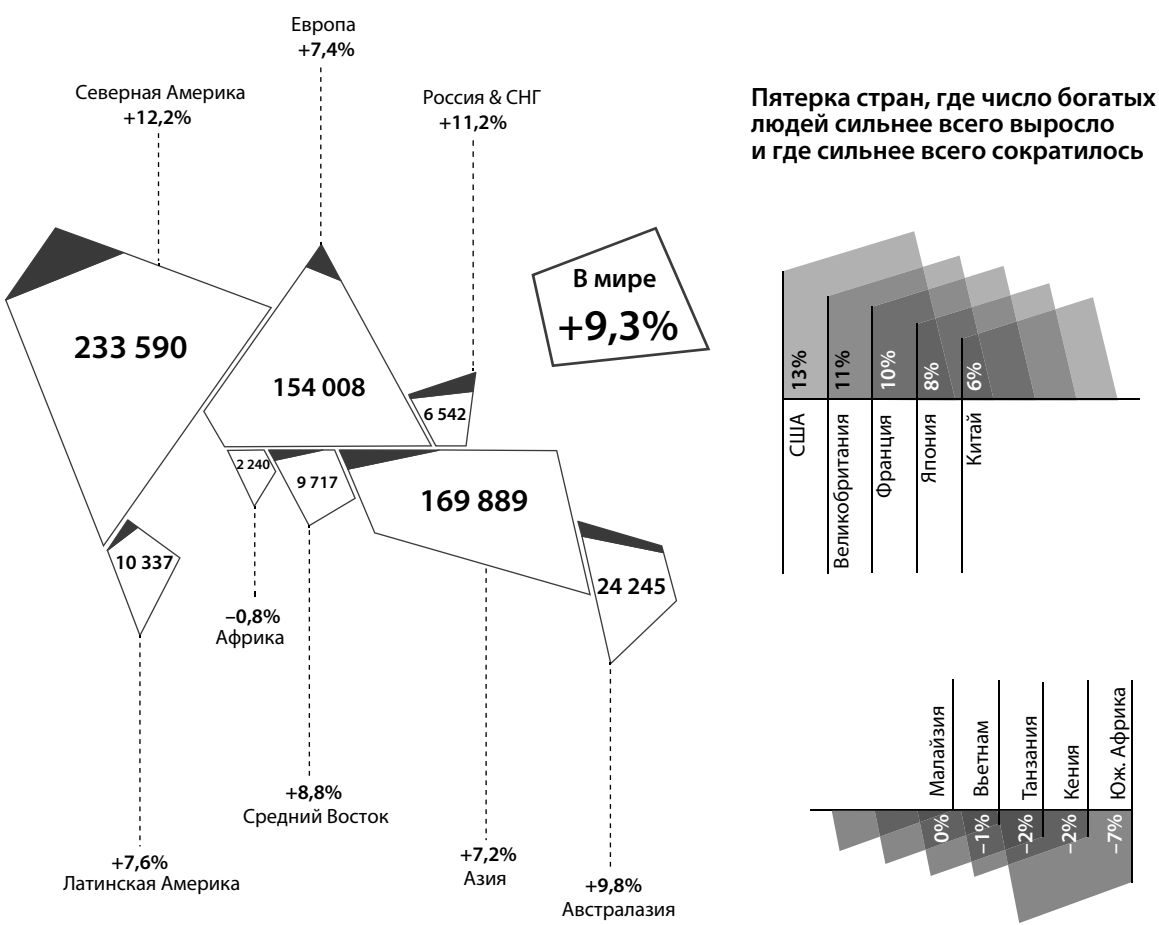 Европа
+7,4%
Северная Америка
+12,2%
Россия & СНГ
+11,2%
233 590
154 008
6 542
В мире
+9,3%
2 240
9 717
169 889
10 337
24 245
–0,8%
Африка
+8,8%
Средний Восток
+7,6%
Латинская Америка
+7,2%
Азия
+9,8%
Австралазия
Пятерка стран, где число богатых
людей сильнее всего выросло
и где сильнее всего сократилось
13%
11%
10%
8%
6%
США
Великобритания
Франция
Япония
Китай
Малайзия
Вьетнам
Танзания
Кения
Юж. Африка
0%
–1%
–2%
–2%
–7%